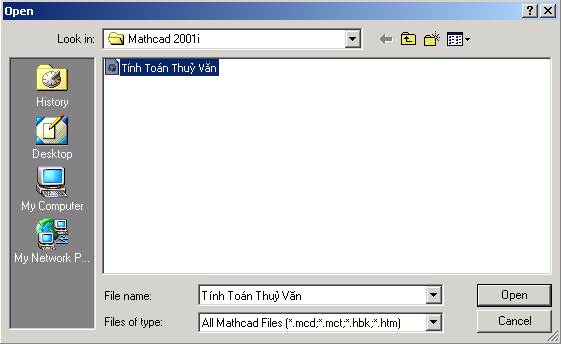 Open
Look in: Mathcad 2001i
Tính Toán Thuỷ Văn
History
Desktop
My Computer
My Network P...
File name: Tính Toán Thuỷ Văn Open
Files of type: All Mathcad Files (*.mcd;*.mct;*.hbk;*.htm) Cancel